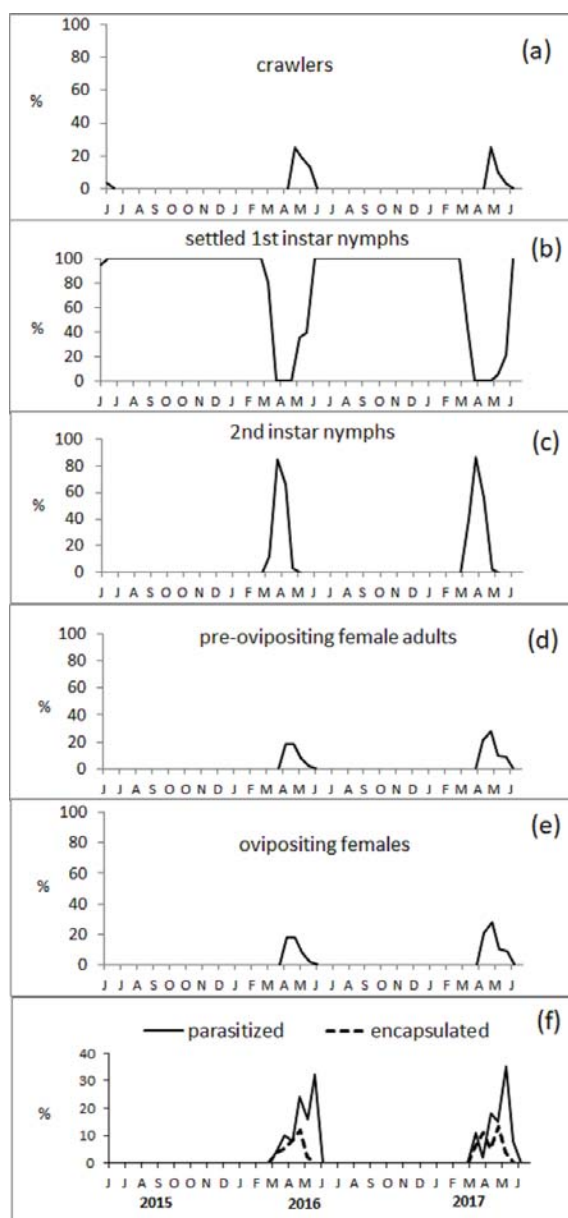 100
80
60
40
20
0
%
crawlers
(a)
J J A S O O N D J F M A M J J A S O N D J F M A M J
settled 1st instar nymphs
(b)
100
80
60
40
20
0
%
J J A S O O N D J F M A M J J A S O N D J F M A M J
2nd instar nymphs
(c)
100
80
60
40
20
0
%
J J A S O O N D J F M A M J J A S O N D J F M A M J
pre-ovipositing female adults
(d)
100
80
60
40
20
0
%
J J A S O O N D J F M A M J J A S O N D J F M A M J
ovipositing females
(e)
100
80
60
40
20
0
%
J J A S O O N D J F M A M J J A S O N D J F M A M J
parasitized encapsulated
(f)
40
30
20
10
0
%
J J A S O O N D J F M A M J J A S O N D J F M A M J
2015 2016 2017